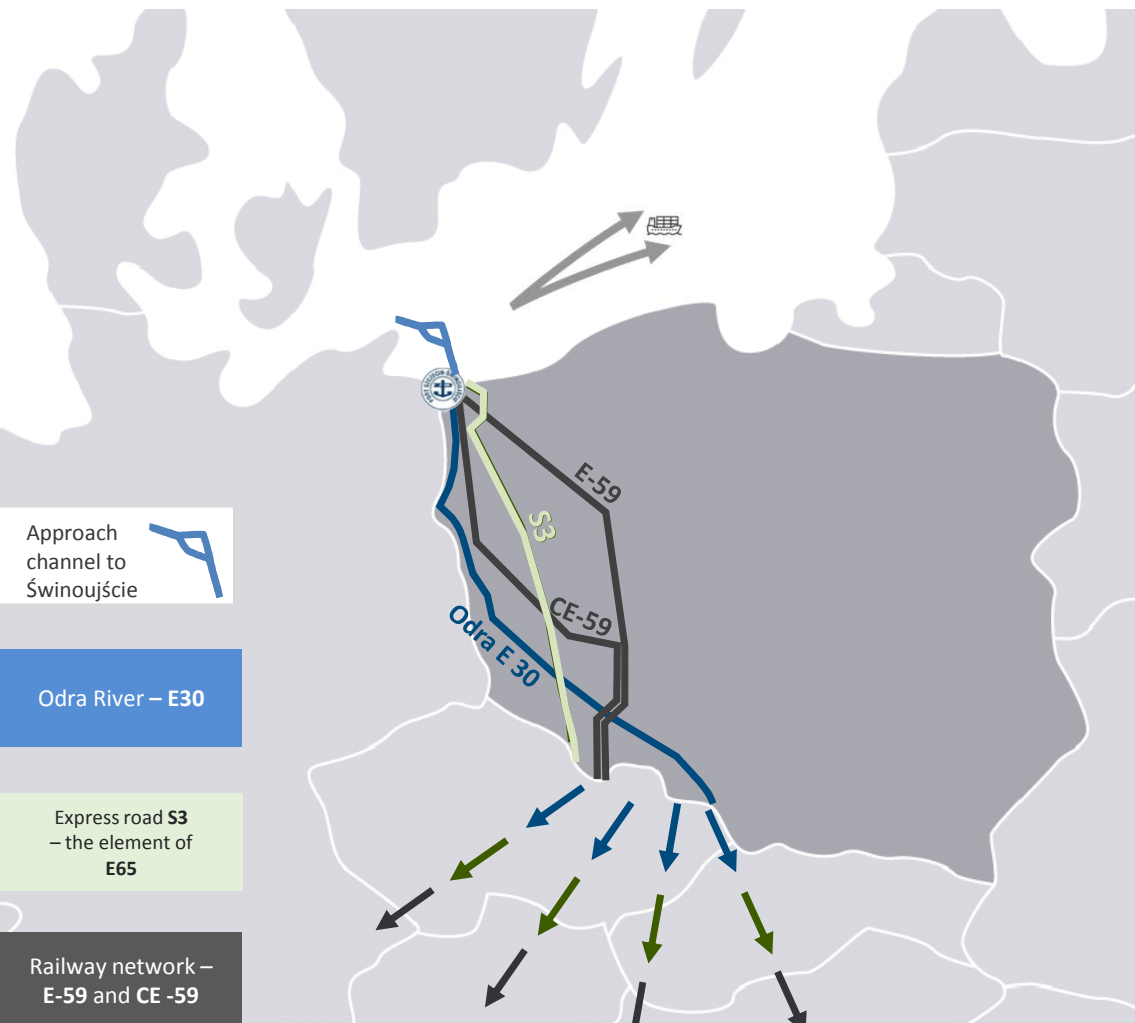 E-59
S3
CE-59
Odra E 30
Approach
channel to
Świnoujście
Odra River – E30
Express road S3
– the element of
E65
Railway network –
E-59 and CE -59